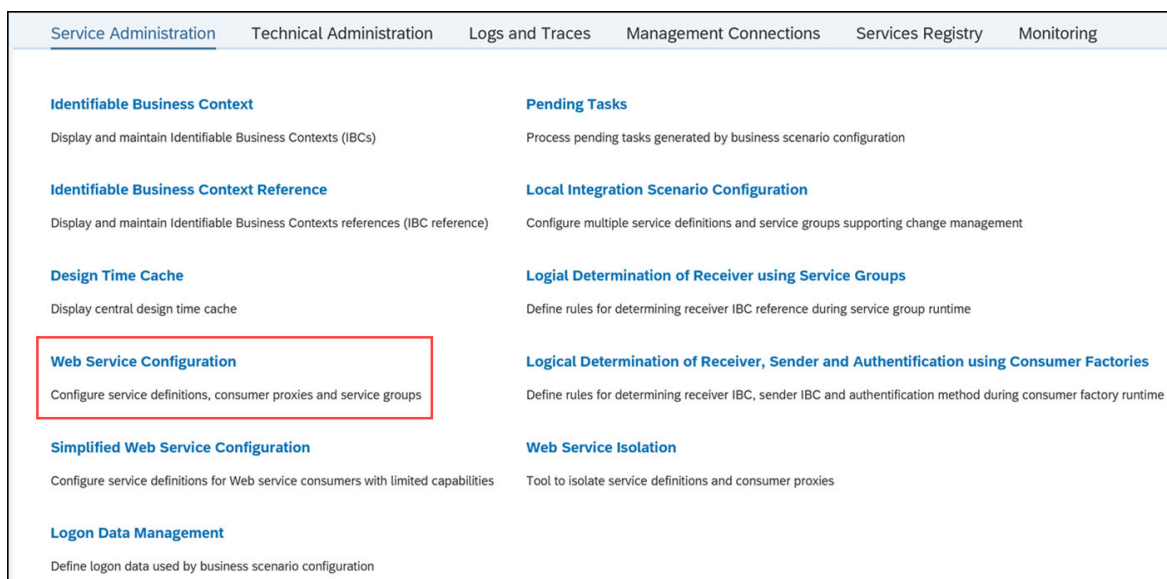 Service Administration Technical Administration Logs and Traces Management Connections Services Registry Monitoring
Identifiable Business Context
Display and maintain Identifiable Business Contexts (IBCs)
Identifiable Business Context Reference
Display and maintain Identifiable Business Contexts references (IBC reference)
Design Time Cache
Display central design time cache
Web Service Configuration
Configure service definitions, consumer proxies and service groups
Simplified Web Service Configuration
Configure service definitions for Web service consumers with limited capabilities
Logon Data Management
Define logon data used by business scenario configuration
Pending Tasks
Process pending tasks generated by business scenario configuration
Local Integration Scenario Configuration
Configure multiple service definitions and service groups supporting change management
Logial Determination of Receiver using Service Groups
Define rules for determining receiver IBC reference during service group runtime
Logical Determination of Receiver, Sender and Authentification using Consumer Factories
Define rules for determining receiver IBC, sender IBC and authentification method during consumer factory runtime
Web Service Isolation
Tool to isolate service definitions and consumer proxies